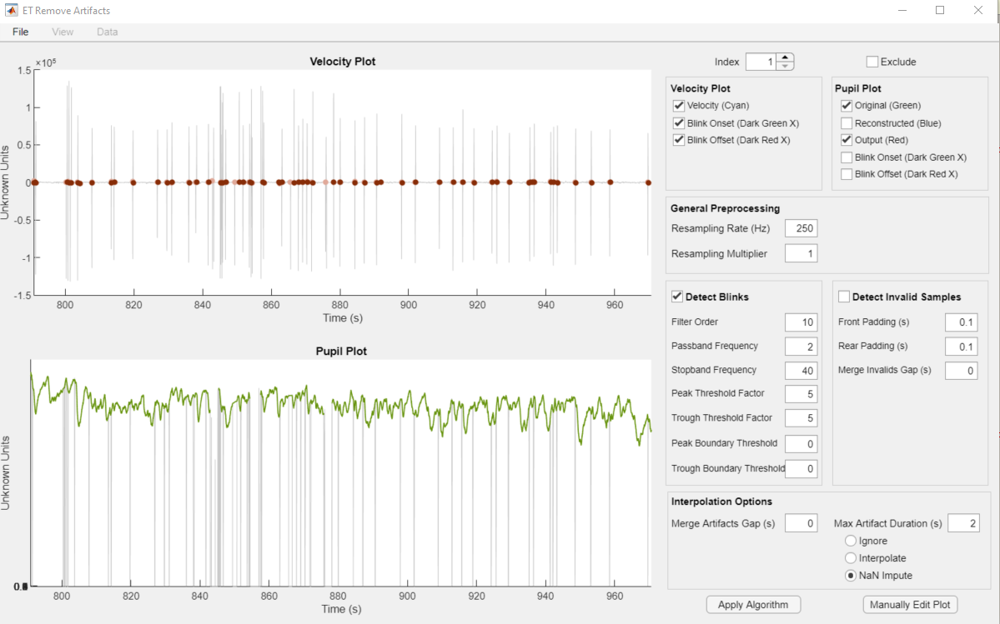 ET Remove Artifacts
File View Data
Velocity Plot
×10⁵
1.5
1
0.5
0
-0.5
-1
-1.5
Unknown Units
800 820 840 860 880 900 920 940 960
Time (s)
Pupil Plot
Unknown Units
800 820 840 860 880 900 920 940 960
Time (s)
Index 1
Exclude
Velocity Plot
Velocity (Cyan)
Blink Onset (Dark Green X)
Blink Offset (Dark Red X)
Pupil Plot
Original (Green)
Reconstructed (Blue)
Output (Red)
Blink Onset (Dark Green X)
Blink Offset (Dark Red X)
General Preprocessing
Resampling Rate (Hz) 250
Resampling Multiplier 1
Detect Blinks
Filter Order 10
Passband Frequency 2
Stopband Frequency 40
Peak Threshold Factor 5
Trough Threshold Factor 5
Peak Boundary Threshold 0
Trough Boundary Threshold 0
Detect Invalid Samples
Front Padding (s) 0.1
Rear Padding (s) 0.1
Merge Invalids Gap (s) 0
Interpolation Options
Merge Artifacts Gap (s) 0
Max Artifact Duration (s) 2
Ignore
Interpolate
NaN Impute
Apply Algorithm
Manually Edit Plot